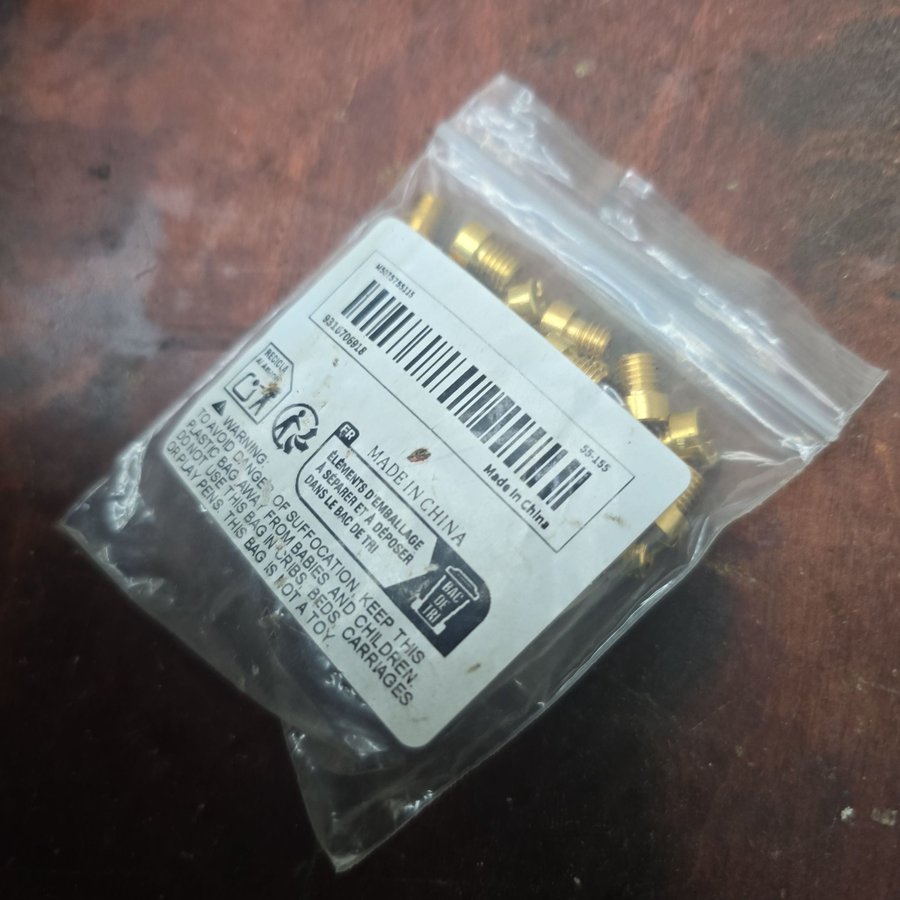 M5075755115
9316706918
55-155
Made In China
RECICLA
FR
MADE IN CHINA
ÉLÉMENTS D'EMBALLAGE
À SÉPARER ET À DÉPOSER
DANS LE BAC DE TRI
BAC
DE
TRI
WARNING:
TO AVOID DANGER OF SUFFOCATION, KEEP THIS
PLASTIC BAG AWAY FROM BABIES AND CHILDREN.
DO NOT USE THIS BAG IN CRIBS, BEDS, CARRIAGES
OR PLAY PENS. THIS BAG IS NOT A TOY.